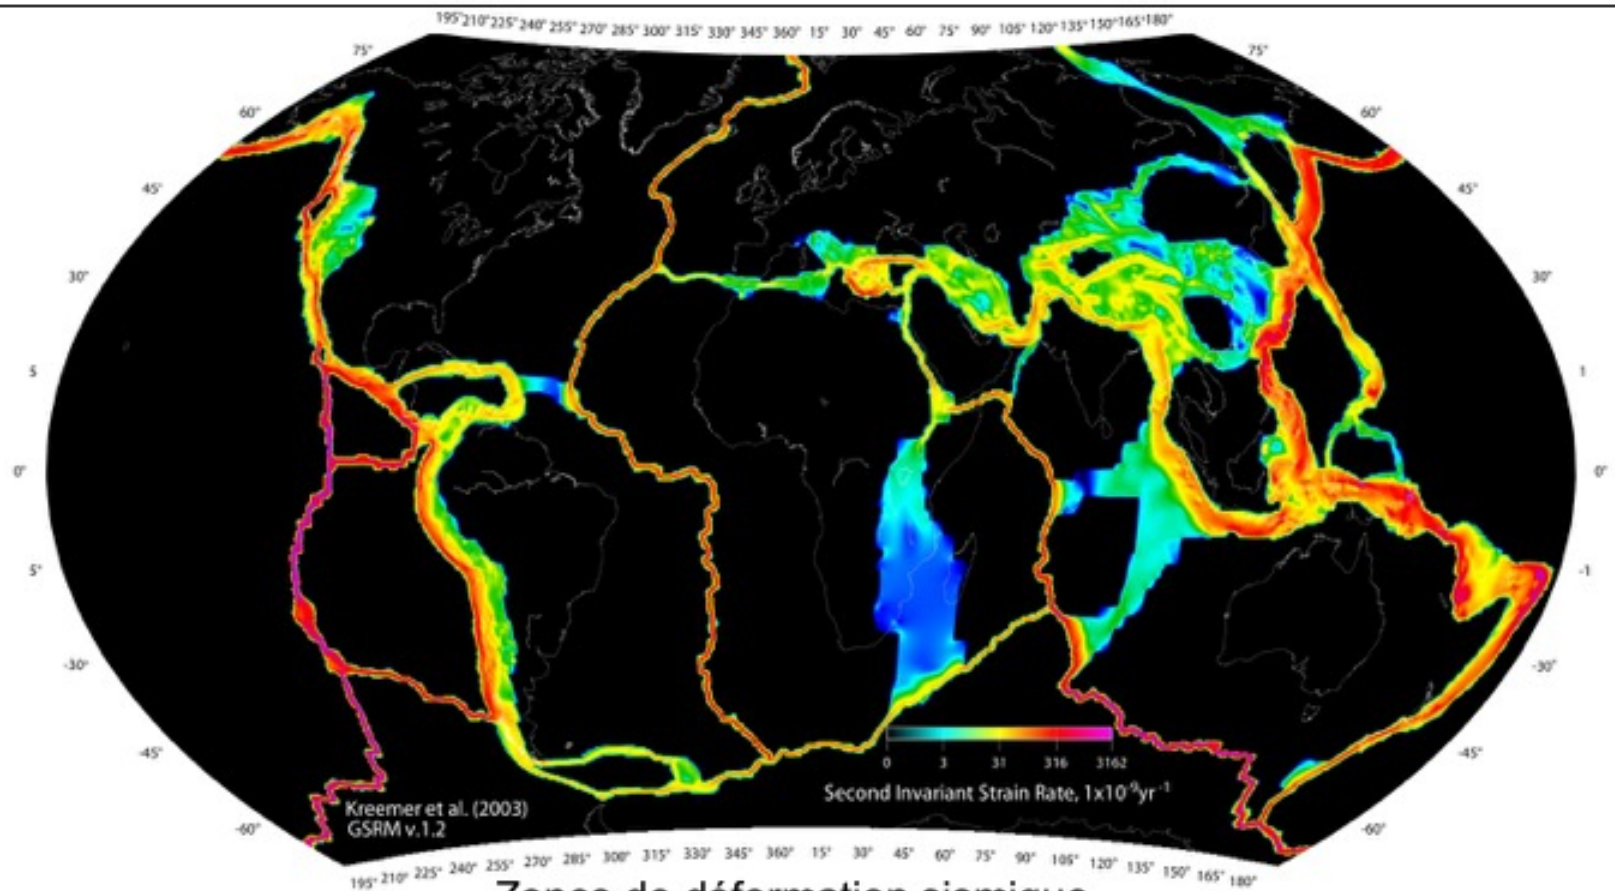 195° 210° 225° 240° 255° 270° 285° 300° 315° 330° 345° 360° 15° 30° 45° 60° 75° 90° 105° 120° 135° 150° 165° 180°
75° 75°
60° 60°
45° 45°
30° 30°
5 1
0° 0°
5° -1
-30° -30°
-45° -45°
0 3 31 316 3162
Second Invariant Strain Rate, 1x10⁻⁹yr⁻¹
Kreemer et al. (2003)
GSRM v.1.2
-60° -60°
195° 210° 225° 240° 255° 270° 285° 300° 315° 330° 345° 360° 15° 30° 45° 60° 75° 90° 105° 120° 135° 150° 165° 180°
Zones de déformation sismique